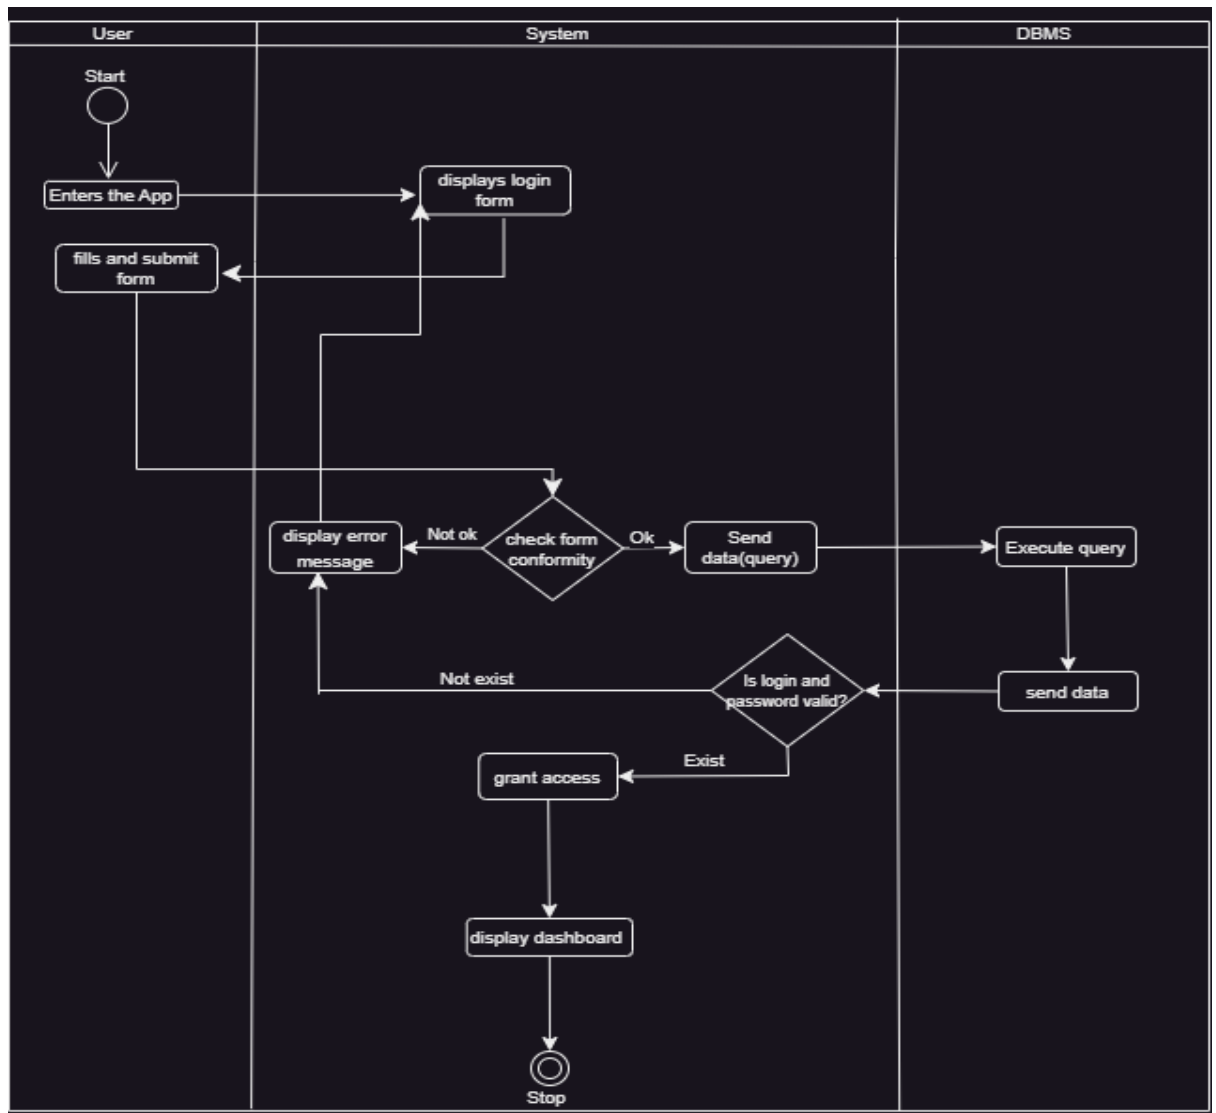 User
System
DBMS
Start
Enters the App
displays login
form
fills and submit
form
display error
message
Not ok
check form
conformity
Ok
Send
data(query)
Execute query
Not exist
Is login and
password valid?
send data
Exist
grant access
display dashboard
Stop